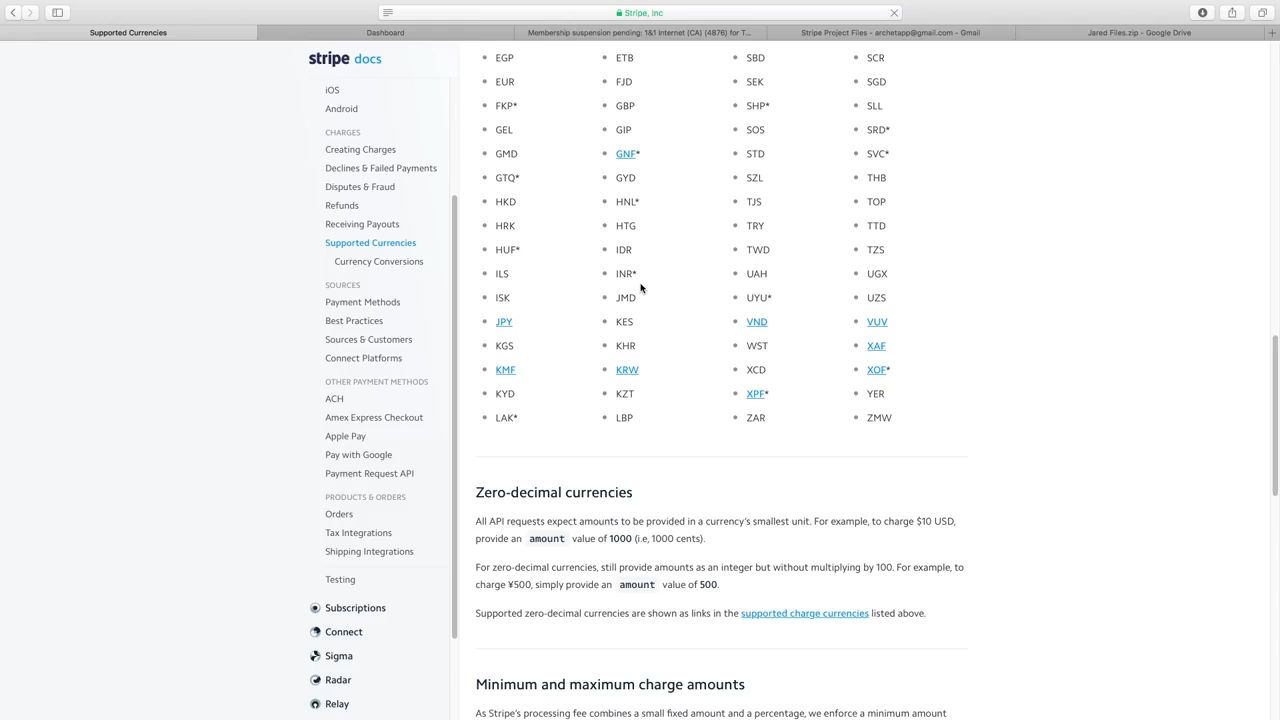 Stripe, Inc
Supported Currencies
Dashboard
Membership suspension pending: 1&1 Internet (CA) (4876) for T...
Stripe Project Files - archetapp@gmail.com - Gmail
Jared Files.zip - Google Drive
stripe docs
iOS
Android
CHARGES
Creating Charges
Declines & Failed Payments
Disputes & Fraud
Refunds
Receiving Payouts
Supported Currencies
Currency Conversions
SOURCES
Payment Methods
Best Practices
Sources & Customers
Connect Platforms
OTHER PAYMENT METHODS
ACH
Amex Express Checkout
Apple Pay
Pay with Google
Payment Request API
PRODUCTS & ORDERS
Orders
Tax Integrations
Shipping Integrations
Testing
Subscriptions
Connect
Sigma
Radar
Relay
EGP ETB SBD SCR
EUR FJD SEK SGD
FKP* GBP SHP* SLL
GEL GIP SOS SRD*
GMD GNF* STD SVC*
GTQ* GYD SZL THB
HKD HNL* TJS TOP
HRK HTG TRY TTD
HUF* IDR TWD TZS
ILS INR* UAH UGX
ISK JMD UYU* UZS
JPY KES VND VUV
KGS KHR WST XAF
KMF KRW XCD XOF*
KYD KZT XPF* YER
LAK* LBP ZAR ZMW
Zero-decimal currencies
All API requests expect amounts to be provided in a currency's smallest unit. For example, to charge $10 USD,
provide an amount value of 1000 (i.e, 1000 cents).
For zero-decimal currencies, still provide amounts as an integer but without multiplying by 100. For example, to
charge ¥500, simply provide an amount value of 500.
Supported zero-decimal currencies are shown as links in the supported charge currencies listed above.
Minimum and maximum charge amounts
As Stripe's processing fee combines a small fixed amount and a percentage, we enforce a minimum amount